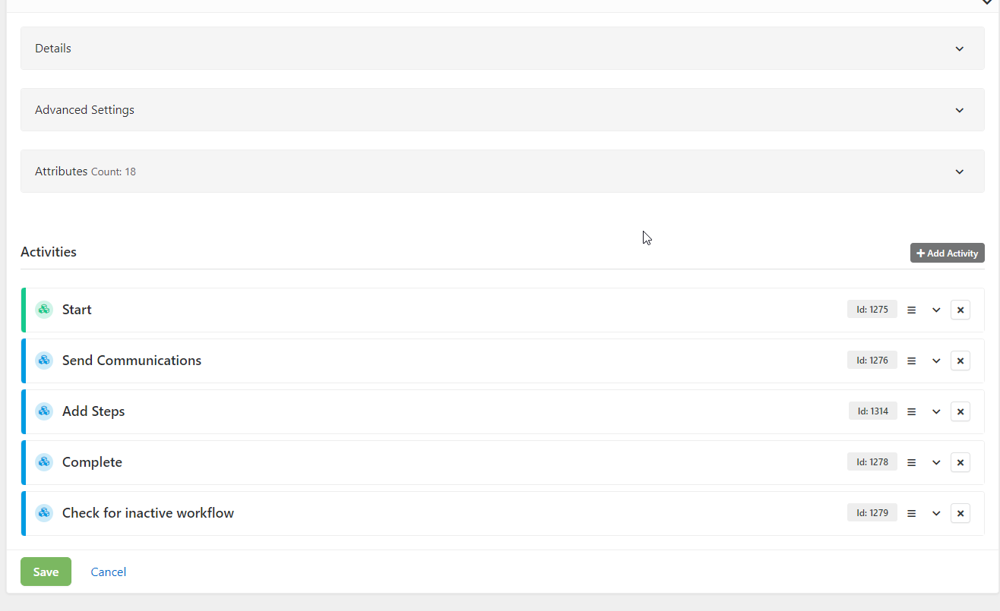 Details
Advanced Settings
Attributes Count: 18
Activities
Add Activity
Start Id: 1275
Send Communications Id: 1276
Add Steps Id: 1314
Complete Id: 1278
Check for inactive workflow Id: 1279
Save Cancel